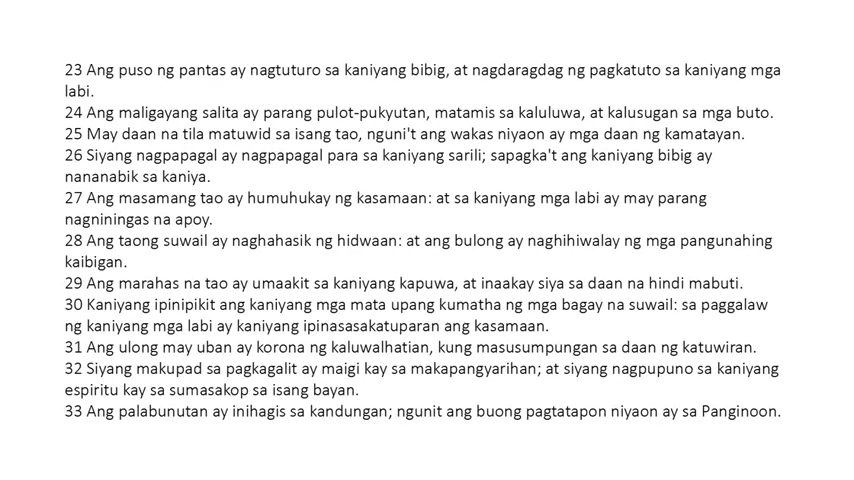 23 Ang puso ng pantas ay nagtuturo sa kaniyang bibig, at nagdaragdag ng pagkatuto sa kaniyang mga
labi.
24 Ang maligayang salita ay parang pulot-pukyutan, matamis sa kaluluwa, at kalusugan sa mga buto.
25 May daan na tila matuwid sa isang tao, nguni't ang wakas niyaon ay mga daan ng kamatayan.
26 Siyang nagpapagal ay nagpapagal para sa kaniyang sarili; sapagka't ang kaniyang bibig ay
nananabik sa kaniya.
27 Ang masamang tao ay humuhukay ng kasamaan: at sa kaniyang mga labi ay may parang
nagniningas na apoy.
28 Ang taong suwail ay naghahasik ng hidwaan: at ang bulong ay naghihiwalay ng mga pangunahing
kaibigan.
29 Ang marahas na tao ay umaakit sa kaniyang kapuwa, at inaakay siya sa daan na hindi mabuti.
30 Kaniyang ipinipikit ang kaniyang mga mata upang kumatha ng mga bagay na suwail: sa paggalaw
ng kaniyang mga labi ay kaniyang ipinasasakatuparan ang kasamaan.
31 Ang ulong may uban ay korona ng kaluwalhatian, kung masusumpungan sa daan ng katuwiran.
32 Siyang makupad sa pagkagalit ay maigi kay sa makapangyarihan; at siyang nagpupuno sa kaniyang
espiritu kay sa sumasakop sa isang bayan.
33 Ang palabunutan ay inihagis sa kandungan; ngunit ang buong pagtatapon niyaon ay sa Panginoon.